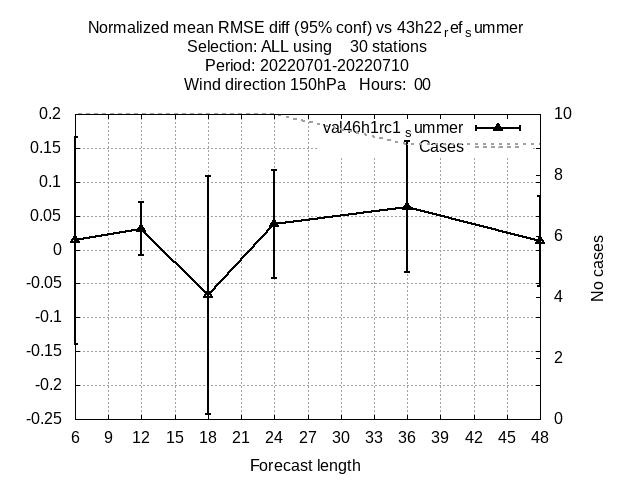 Normalized mean RMSE diff (95% conf) vs 43h22refsummer
Selection: ALL using 30 stations
Period: 20220701-20220710
Wind direction 150hPa Hours: 00
val46h1rc1summer
Cases
0.2
0.15
0.1
0.05
0
-0.05
-0.1
-0.15
-0.2
-0.25
10
8
6
4
2
0
No cases
6 9 12 15 18 21 24 27 30 33 36 39 42 45 48
Forecast length